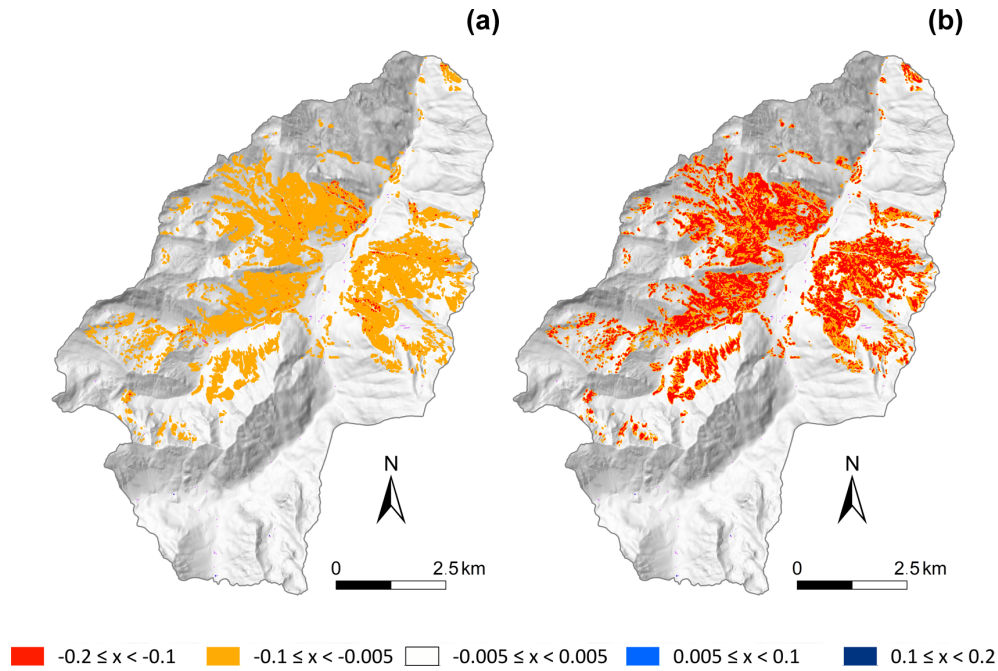 (a) (b)
N N
0 2.5 km 0 2.5 km
-0.2 ≤ x < -0.1 -0.1 ≤ x < -0.005 -0.005 ≤ x < 0.005 0.005 ≤ x < 0.1 0.1 ≤ x < 0.2